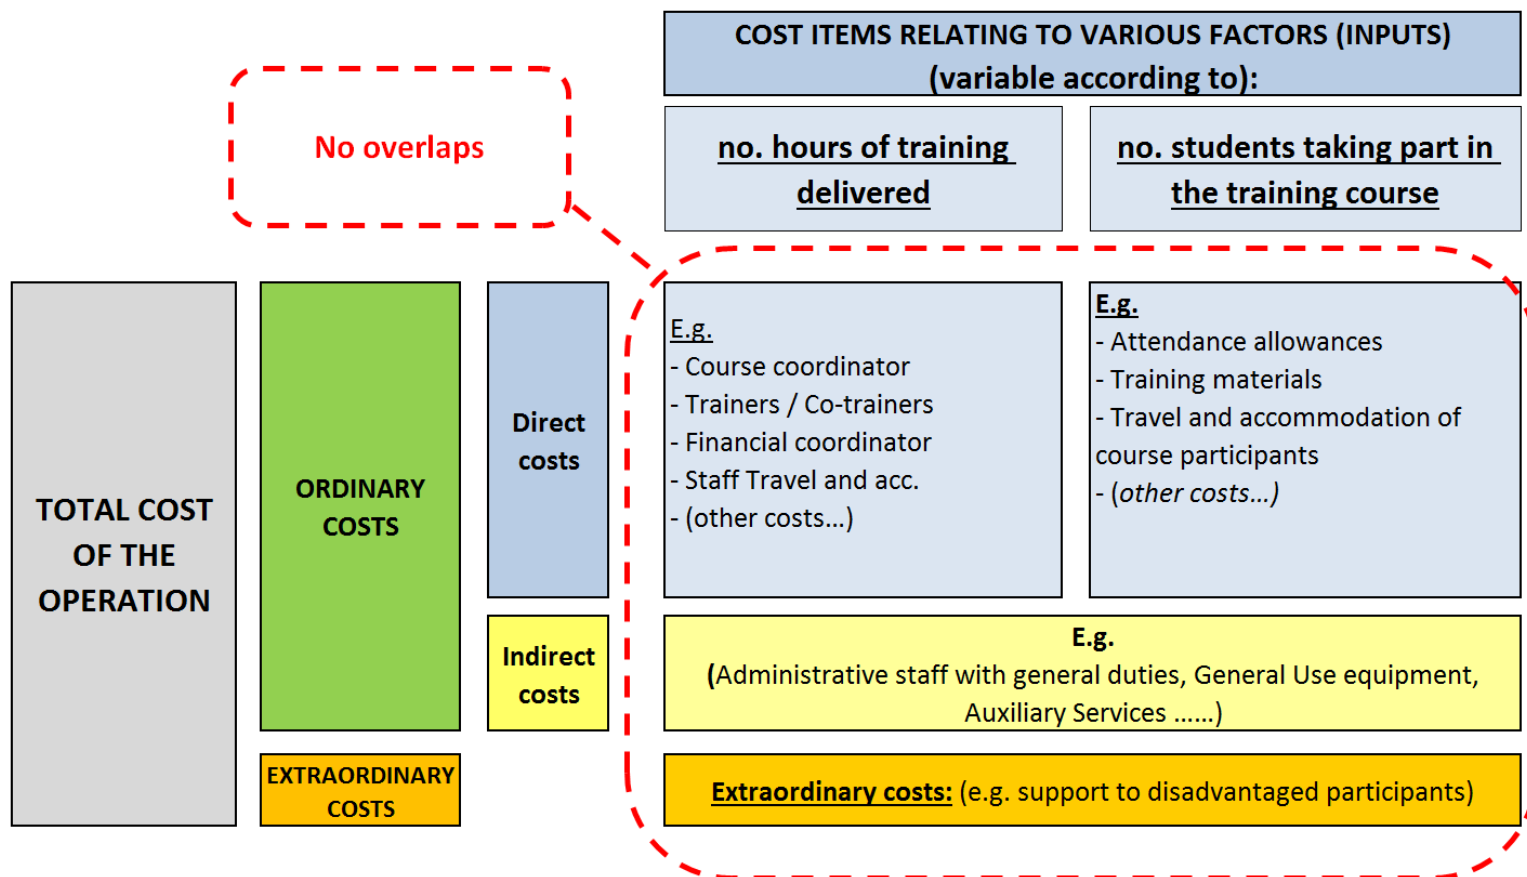 COST ITEMS RELATING TO VARIOUS FACTORS (INPUTS)
(variable according to):
No overlaps
no. hours of training
delivered
no. students taking part in
the training course
TOTAL COST
OF THE
OPERATION
ORDINARY
COSTS
Direct
costs
E.g.
- Course coordinator
- Trainers / Co-trainers
- Financial coordinator
- Staff Travel and acc.
- (other costs...)
E.g.
- Attendance allowances
- Training materials
- Travel and accommodation of
course participants
- (other costs...)
Indirect
costs
E.g.
(Administrative staff with general duties, General Use equipment,
Auxiliary Services ......)
EXTRAORDINARY
COSTS
Extraordinary costs: (e.g. support to disadvantaged participants)